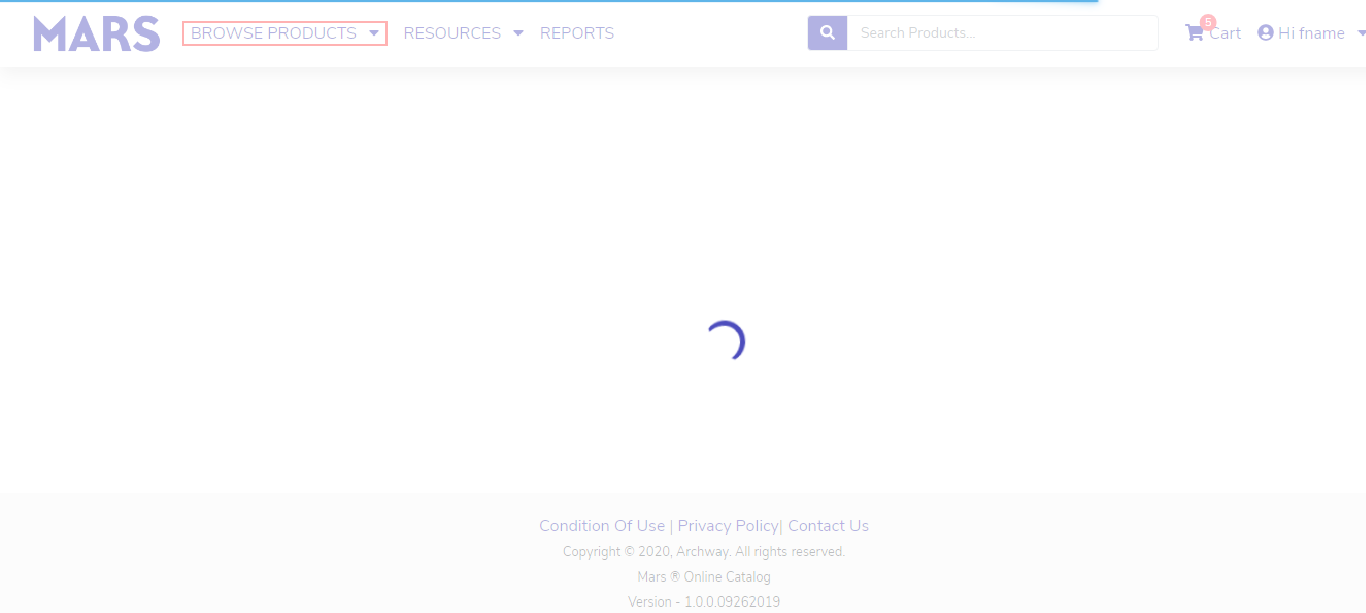 MARS BROWSE PRODUCTS RESOURCES REPORTS Search Products... 5 Cart Hi fname
Condition Of Use | Privacy Policy| Contact Us
Copyright © 2020, Archway. All rights reserved.
Mars ® Online Catalog
Version - 1.0.0.09262019